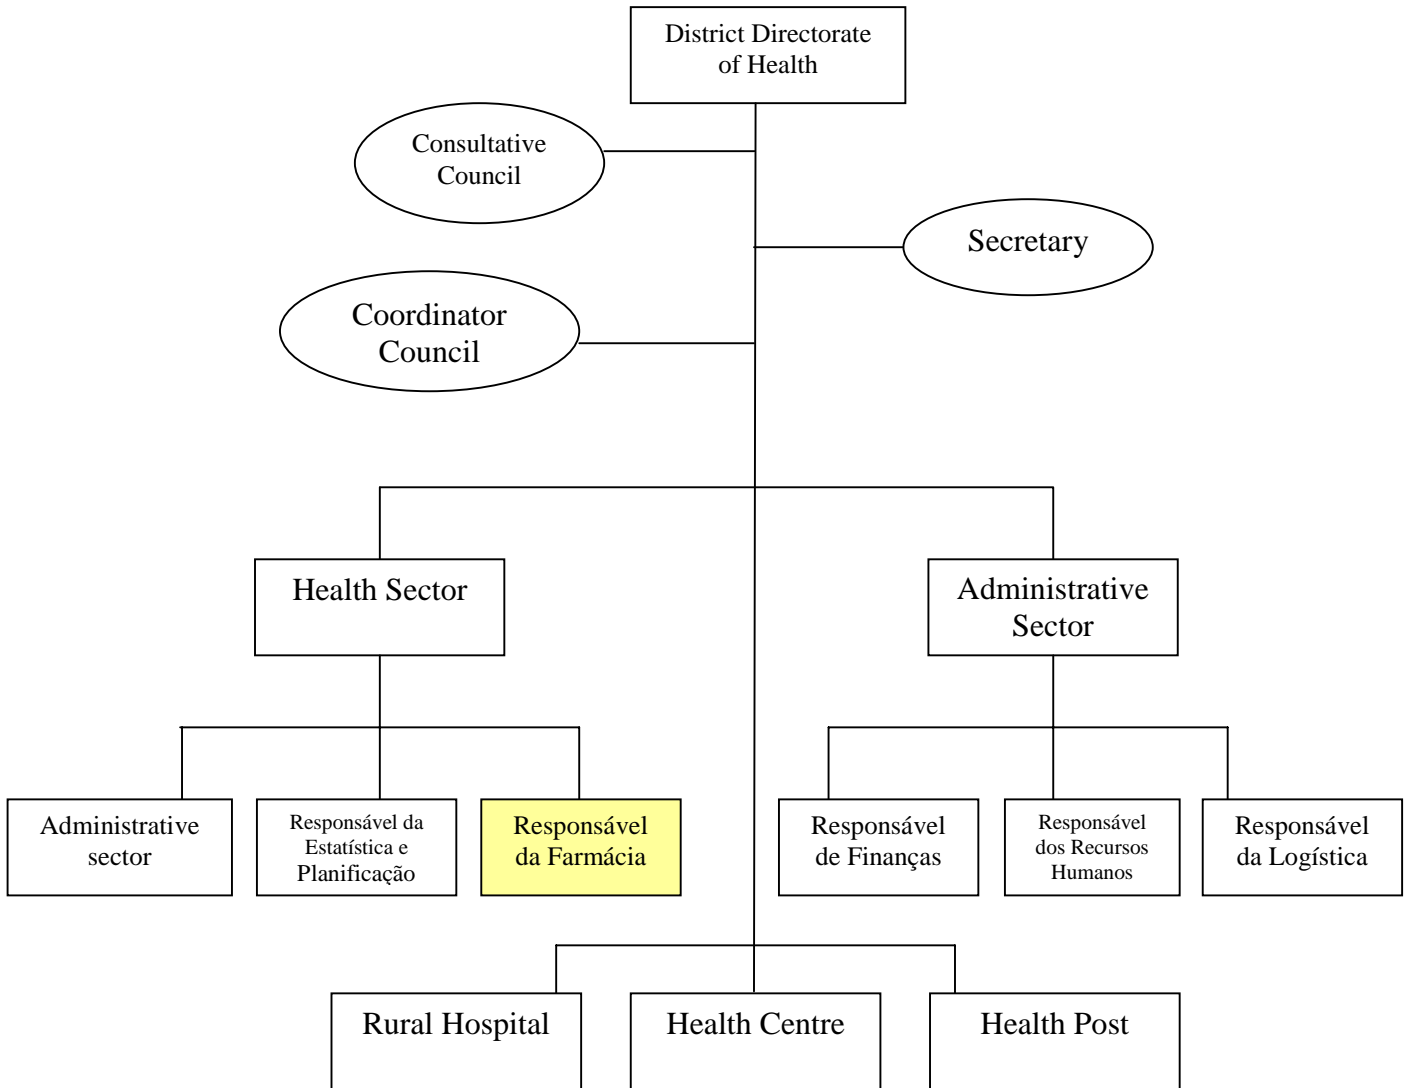 District Directorate
of Health
Consultative
Council
Secretary
Coordinator
Council
Health Sector
Administrative
Sector
Administrative
sector
Responsável da
Estatística e
Planificação
Responsável
da Farmácia
Responsável
de Finanças
Responsável
dos Recursos
Humanos
Responsável
da Logística
Rural Hospital
Health Centre
Health Post